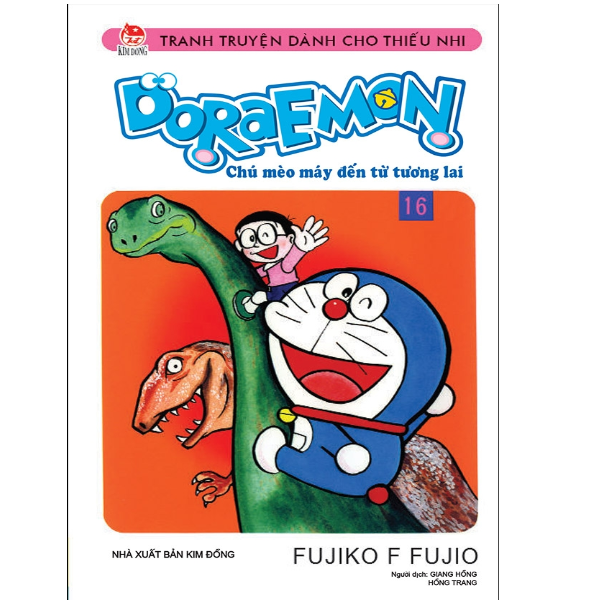 KIM ĐỒNG
TRANH TRUYỆN DÀNH CHO THIẾU NHI
DORAEMON
Chú mèo máy đến từ tương lai
16
NHÀ XUẤT BẢN KIM ĐỒNG
FUJIKO F FUJIO
Người dịch: GIANG HỒNG
HỒNG TRANG